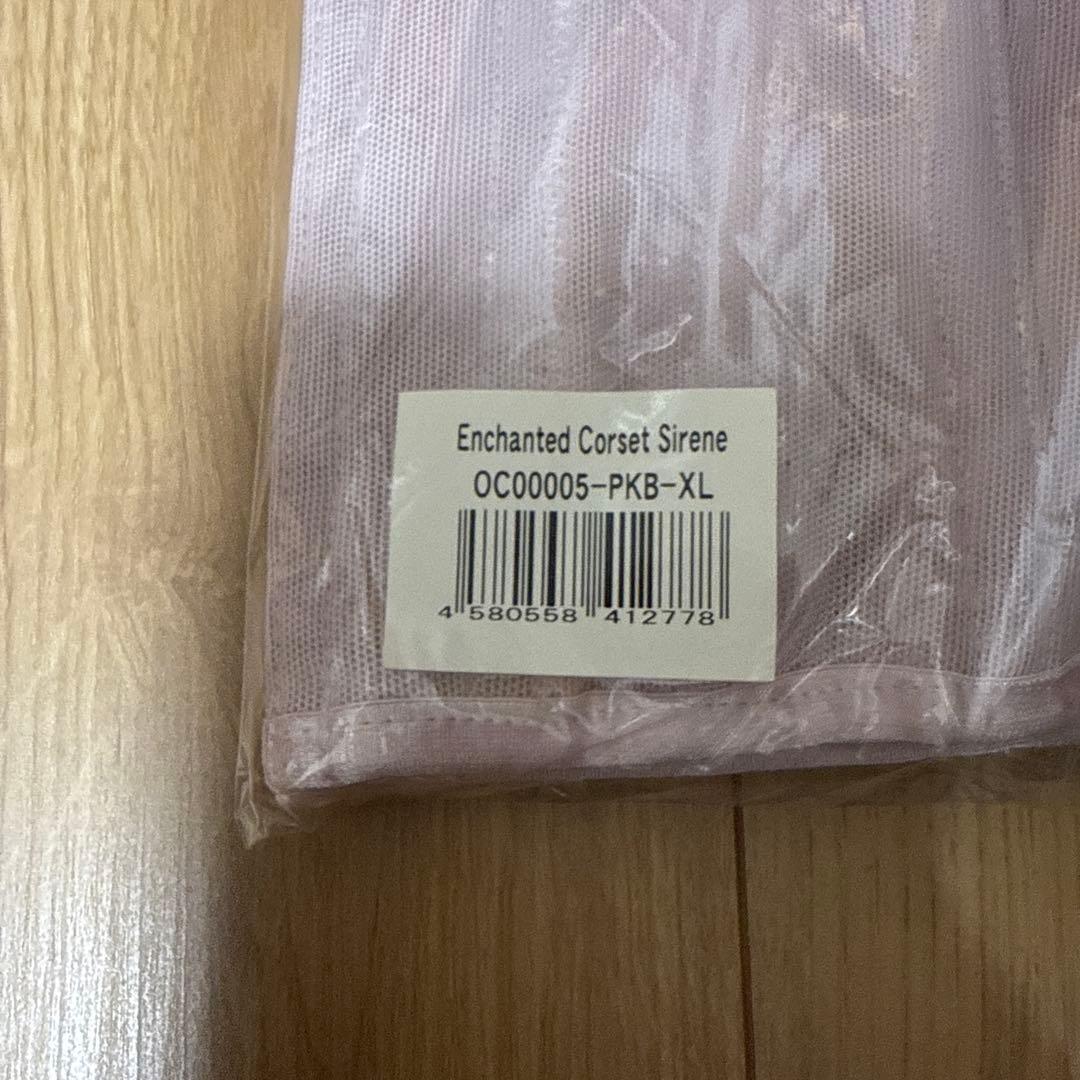 Enchanted Corset Sirene
OC00005-PKB-XL
4 580558 412778